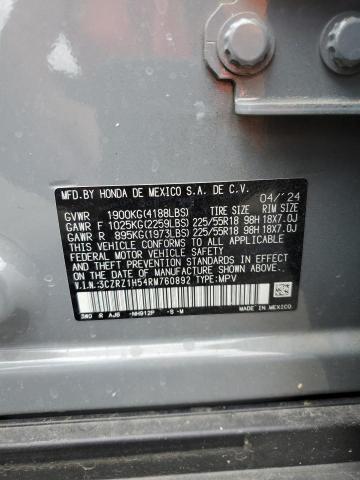 MFD.BY HONDA DE MEXICO S.A. DE C.V. 04/'24
GVWR 1900KG(4188LBS) TIRE SIZE RIM SIZE
GAWR F 1025KG(2259LBS) 225/55R18 98H 18X7.0J
GAWR R 895KG(1973LBS) 225/55R18 98H 18X7.0J
THIS VEHICLE CONFORMS TO ALL APPLICABLE
FEDERAL MOTOR VEHICLE SAFETY STANDARDS IN
EFFECT ON THE DATE OF MANUFACTURE SHOWN ABOVE.
V.I.N.:3CZRZ1H54RM760892 TYPE:MPV
MADE IN
MEXICO
R AJ6 -NH912P -S -M